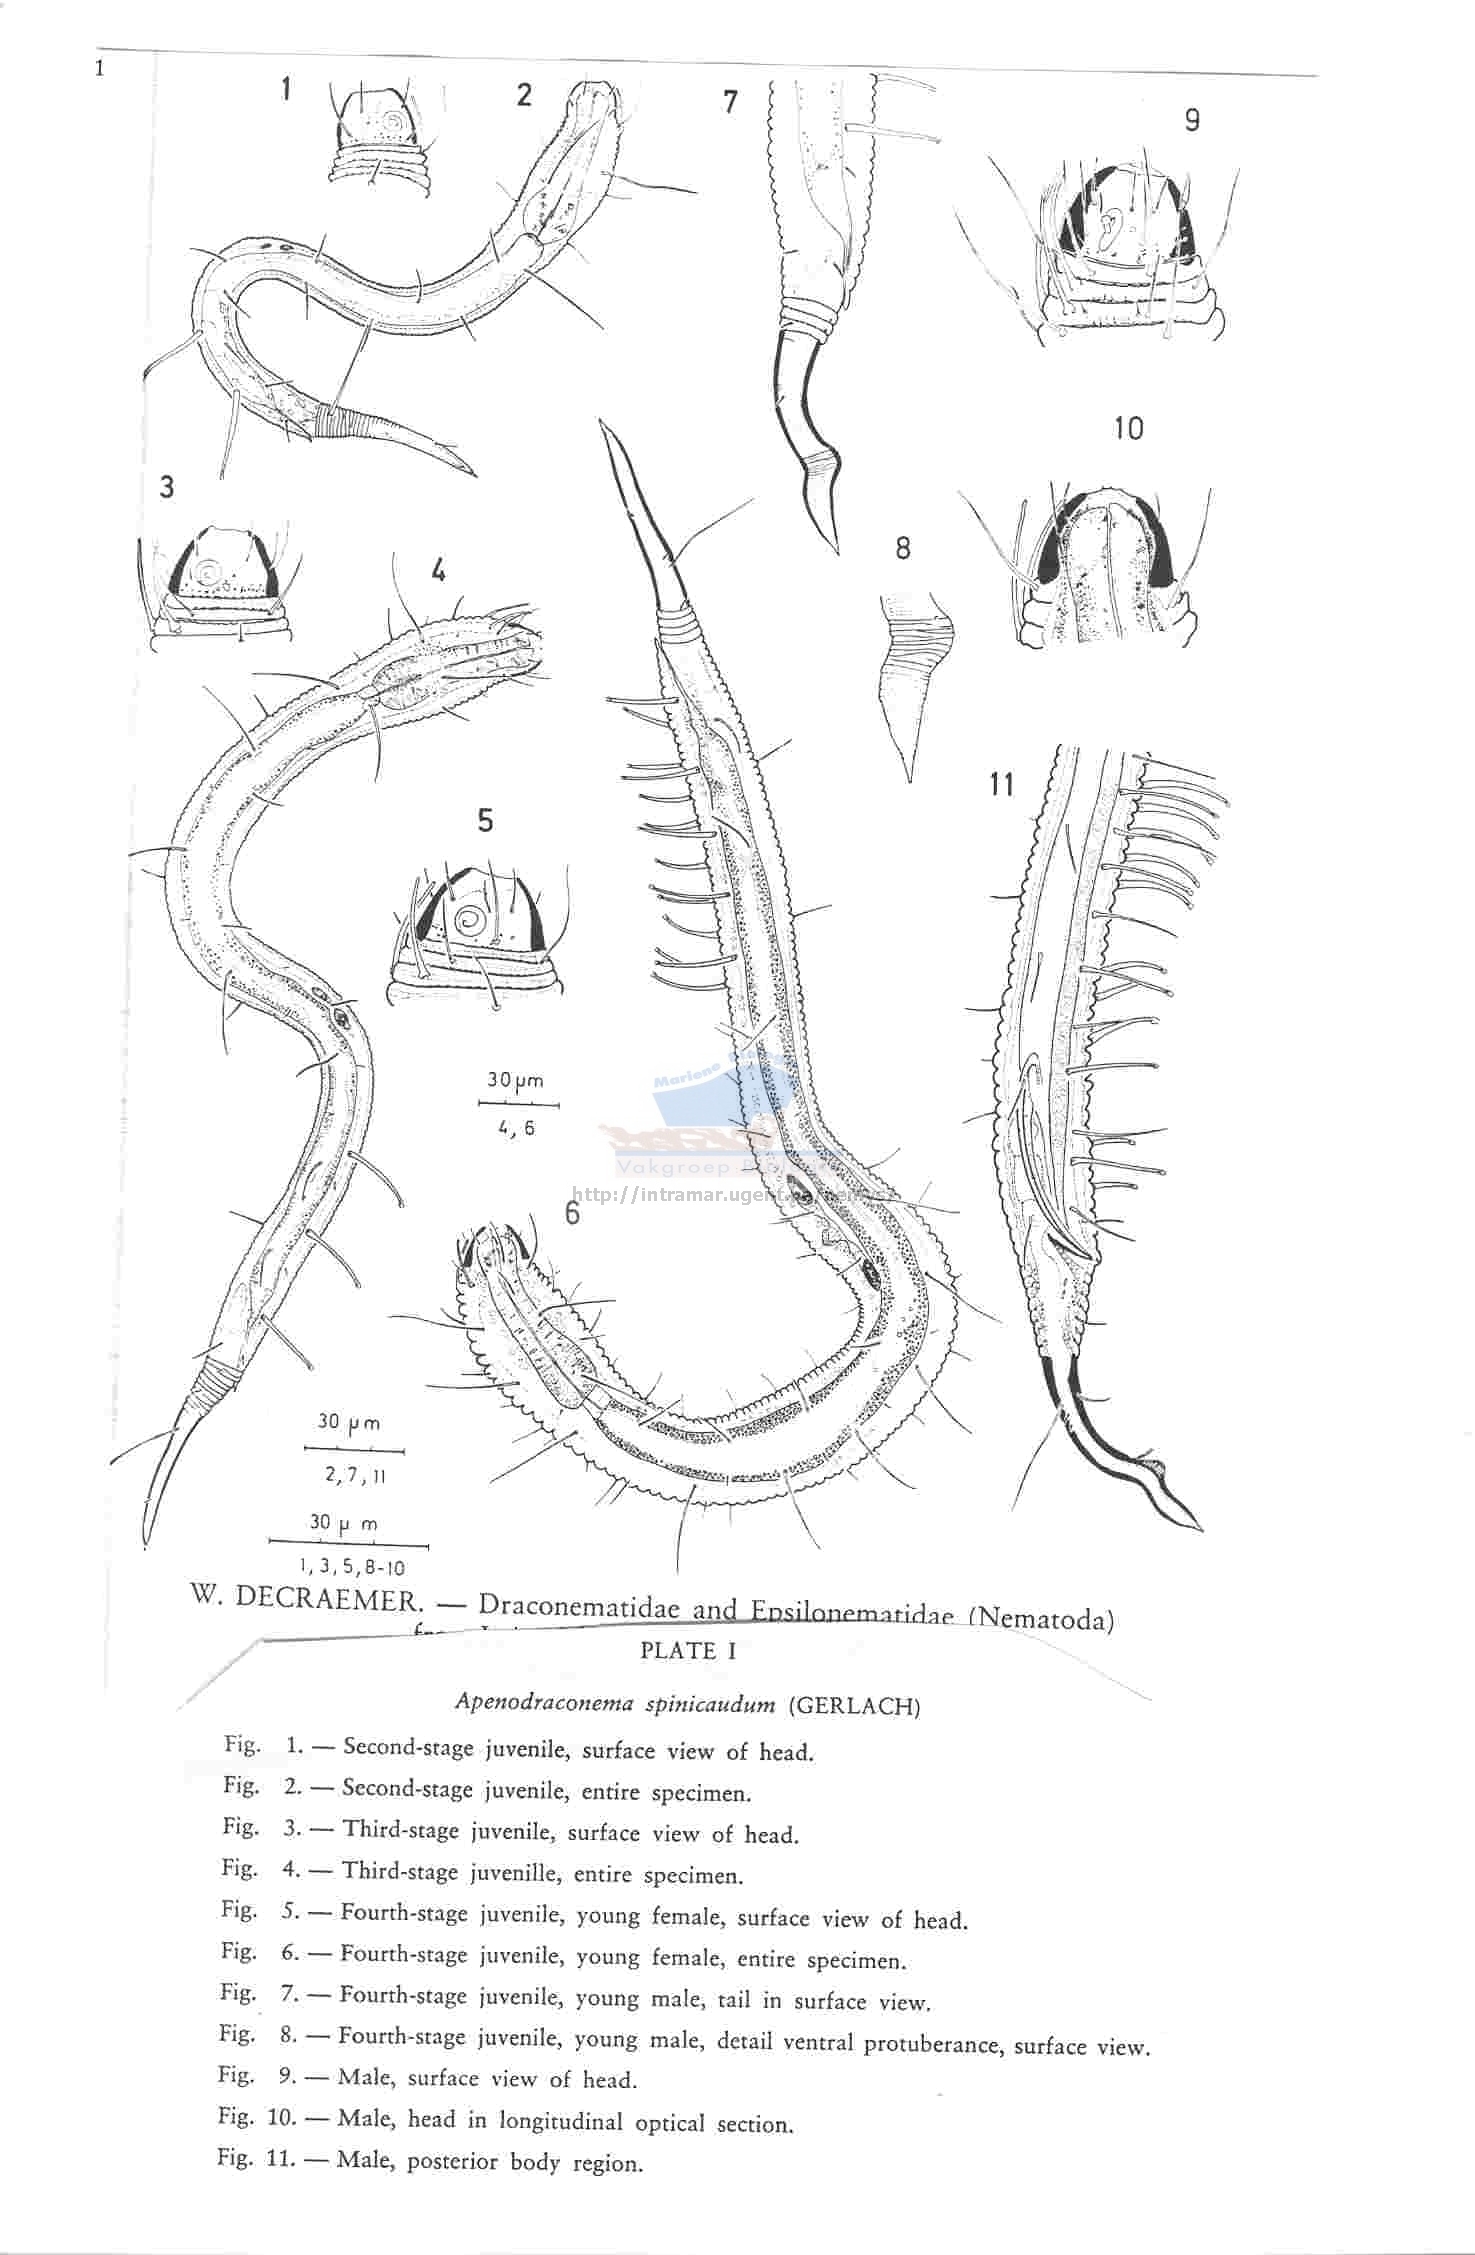 1
1
2
7
9
3
4
10
8
5
11
30 µm
4, 6
Mariene Biologie
Vakgroep Biologie
http://intramar.ugent.be/nemys
6
30 µm
2, 7, 11
30 µ m
1, 3, 5, 8-10
W. DECRAEMER. — Draconematidae and Epsilonematidae (Nematoda)
PLATE I
Apenodraconema spinicaudum (GERLACH)
Fig. 1. — Second-stage juvenile, surface view of head.
Fig. 2. — Second-stage juvenile, entire specimen.
Fig. 3. — Third-stage juvenile, surface view of head.
Fig. 4. — Third-stage juvenille, entire specimen.
Fig. 5. — Fourth-stage juvenile, young female, surface view of head.
Fig. 6. — Fourth-stage juvenile, young female, entire specimen.
Fig. 7. — Fourth-stage juvenile, young male, tail in surface view.
Fig. 8. — Fourth-stage juvenile, young male, detail ventral protuberance, surface view.
Fig. 9. — Male, surface view of head.
Fig. 10. — Male, head in longitudinal optical section.
Fig. 11. — Male, posterior body region.